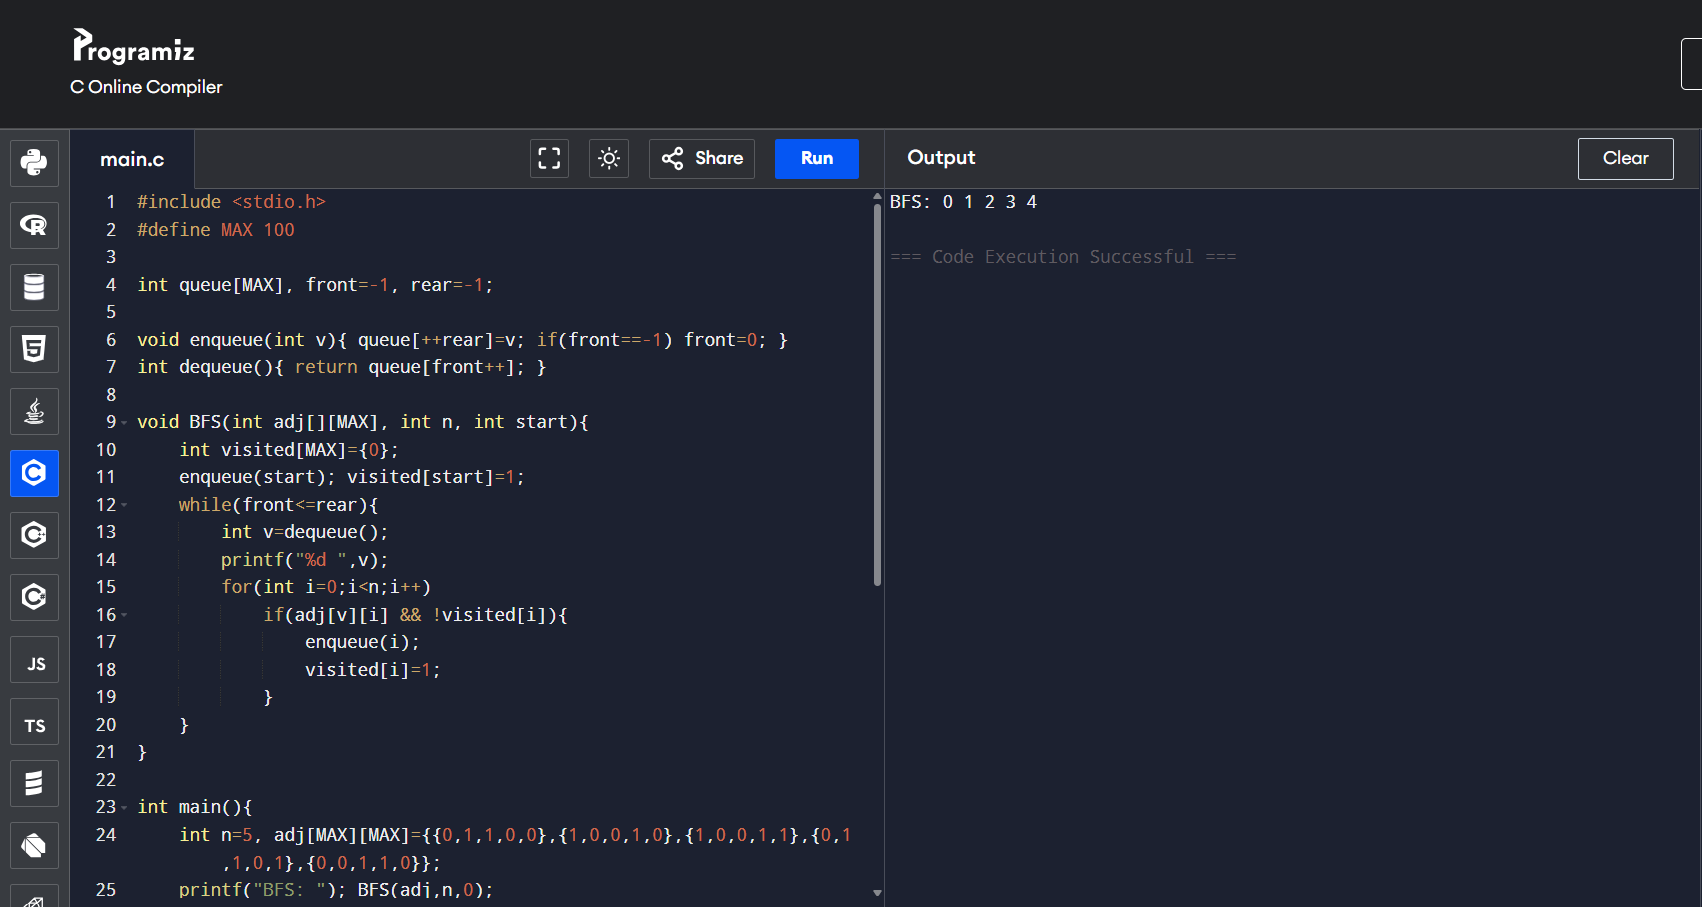 Programiz
C Online Compiler
main.c
Share
Run
Output
Clear
1 #include <stdio.h>
2 #define MAX 100
3
4 int queue[MAX], front=-1, rear=-1;
5
6 void enqueue(int v){ queue[++rear]=v; if(front==-1) front=0; }
7 int dequeue(){ return queue[front++]; }
8
9 void BFS(int adj[][MAX], int n, int start){
10     int visited[MAX]={0};
11     enqueue(start); visited[start]=1;
12     while(front<=rear){
13         int v=dequeue();
14         printf("%d ",v);
15         for(int i=0;i<n;i++)
16             if(adj[v][i] && !visited[i]){
17                 enqueue(i);
18                 visited[i]=1;
19             }
20     }
21 }
22
23 int main(){
24     int n=5, adj[MAX][MAX]={{0,1,1,0,0},{1,0,0,1,0},{1,0,0,1,1},{0,1
,1,0,1},{0,0,1,1,0}};
25     printf("BFS: "); BFS(adj,n,0);
BFS: 0 1 2 3 4
=== Code Execution Successful ===
R
5
C
C
C
JS
TS